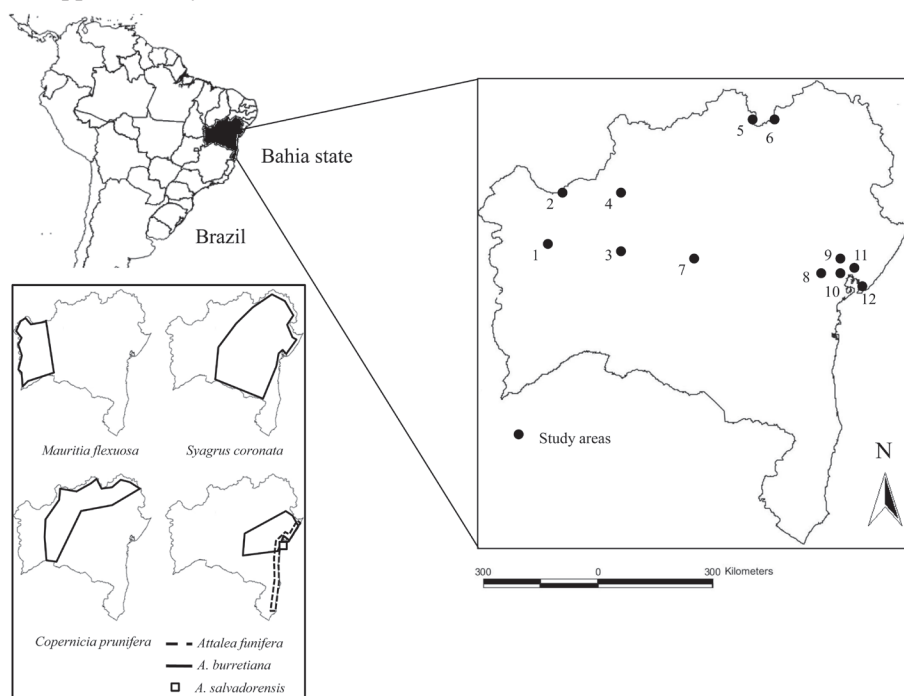 Bahia state
Brazil
5 6
2 4
1 3 7 9 11
8 10 12
Study areas
N
300 0 300 Kilometers
Mauritia flexuosa Syagrus coronata
Copernicia prunifera
Attalea funifera
A. burretiana
A. salvadorensis